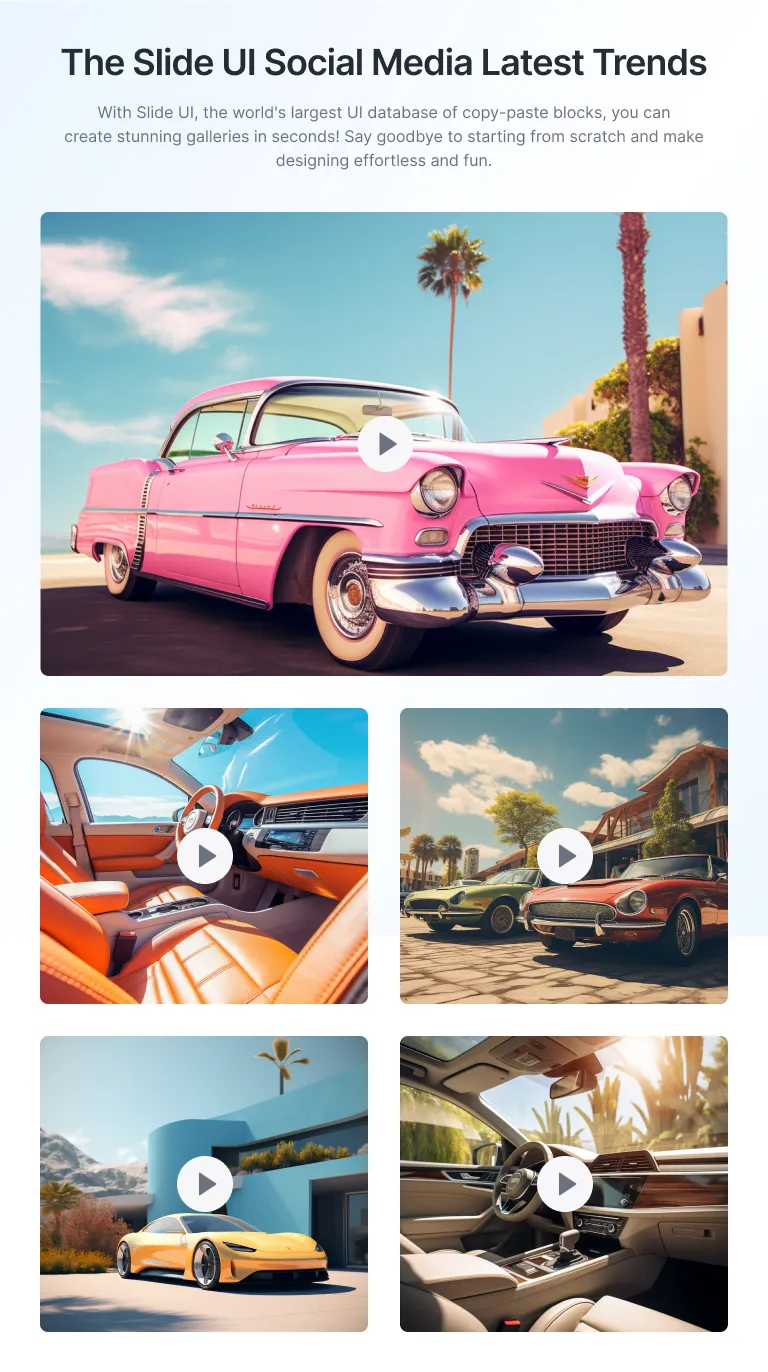 The Slide UI Social Media Latest Trends
With Slide UI, the world's largest UI database of copy-paste blocks, you can
create stunning galleries in seconds! Say goodbye to starting from scratch and make
designing effortless and fun.